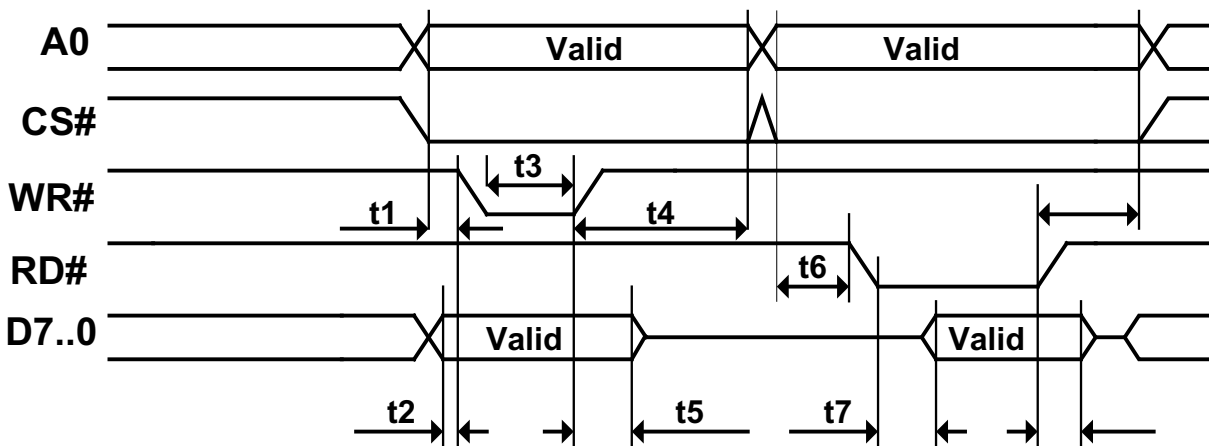 A0 Valid Valid
CS#
WR# t3
t1 t4
RD# t6
D7..0 Valid Valid
t2 t5 t7